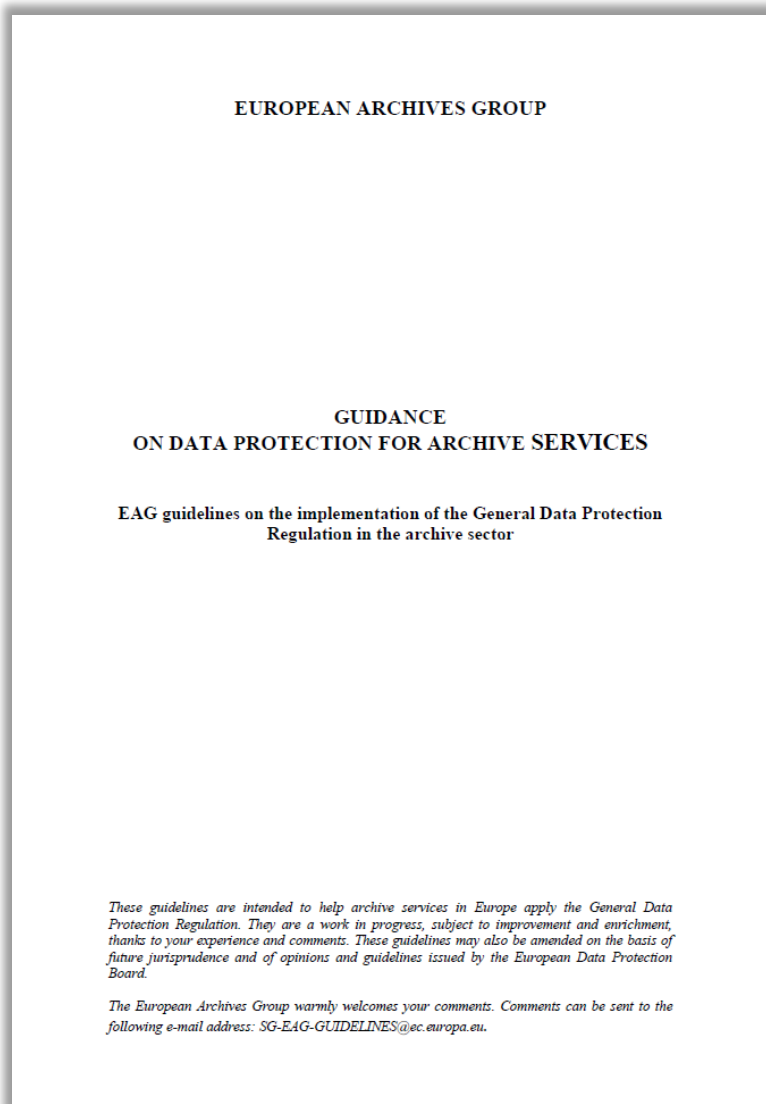 EUROPEAN ARCHIVES GROUP
GUIDANCE
ON DATA PROTECTION FOR ARCHIVE SERVICES
EAG guidelines on the implementation of the General Data Protection
Regulation in the archive sector
These guidelines are intended to help archive services in Europe apply the General Data
Protection Regulation. They are a work in progress, subject to improvement and enrichment,
thanks to your experience and comments. These guidelines may also be amended on the basis of
future jurisprudence and of opinions and guidelines issued by the European Data Protection
Board.
The European Archives Group warmly welcomes your comments. Comments can be sent to the
following e-mail address: SG-EAG-GUIDELINES@ec.europa.eu.